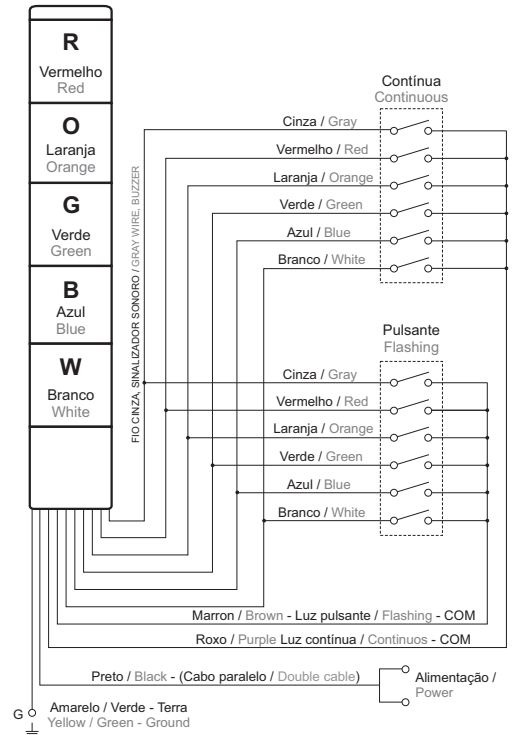 R
Vermelho
Red
O
Laranja
Orange
G
Verde
Green
B
Azul
Blue
W
Branco
White
FIO CINZA, SINALIZADOR SONORO / GRAY WIRE, BUZZER
Contínua
Continuous
Cinza / Gray
Vermelho / Red
Laranja / Orange
Verde / Green
Azul / Blue
Branco / White
Pulsante
Flashing
Cinza / Gray
Vermelho / Red
Laranja / Orange
Verde / Green
Azul / Blue
Branco / White
Marron / Brown - Luz pulsante / Flashing - COM
Roxo / Purple Luz contínua / Continuos - COM
Preto / Black - (Cabo paralelo / Double cable)
Alimentação /
Power
G
Amarelo / Verde - Terra
Yellow / Green - Ground